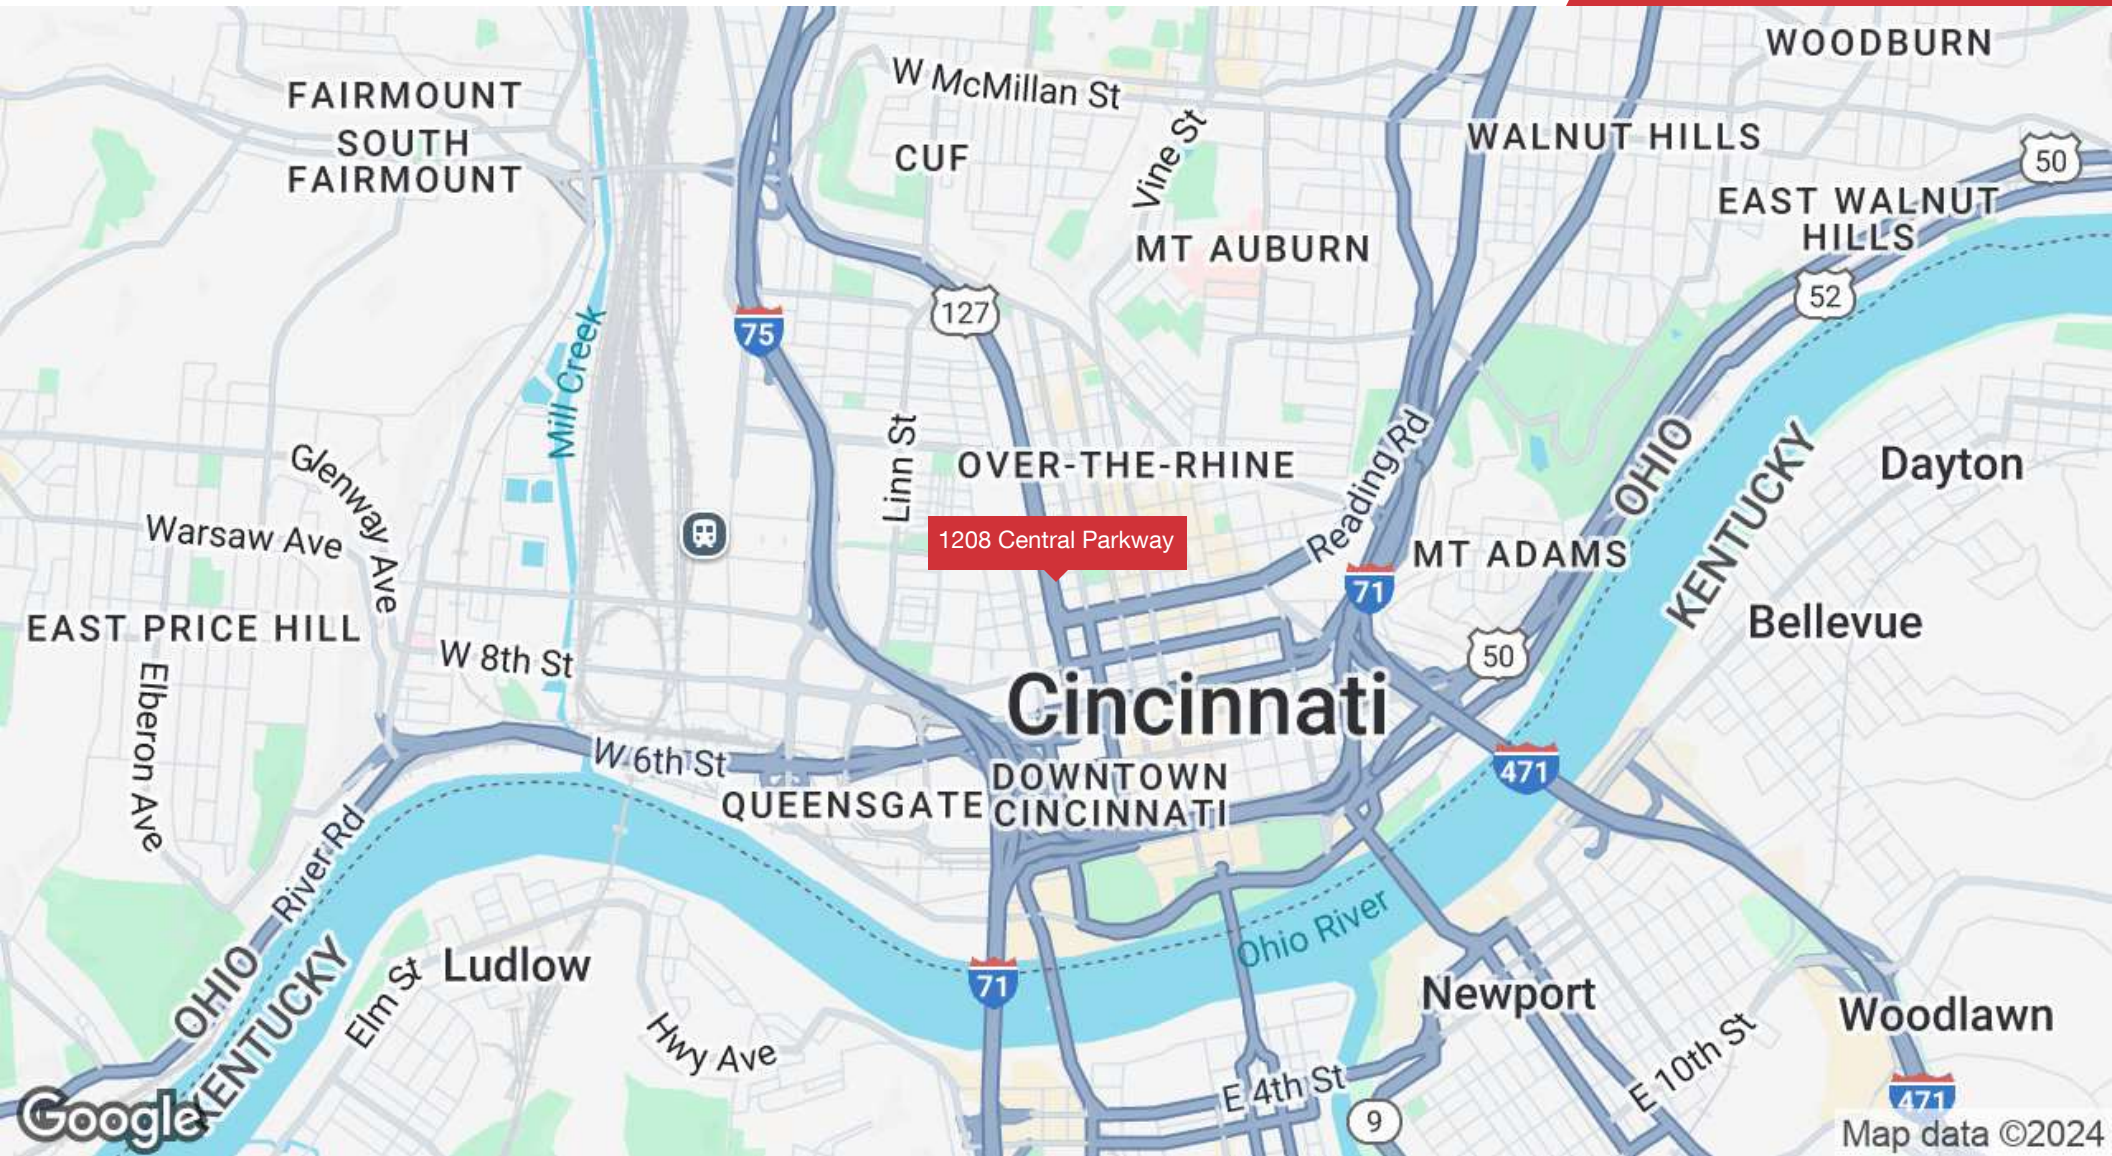 WOODBURN
W McMillan St
FAIRMOUNT
SOUTH
FAIRMOUNT
CUF
Vine St
WALNUT HILLS
50
EAST WALNUT
HILLS
MT AUBURN
52
127
75
Mill Creek
Linn St
OVER-THE-RHINE
Reading Rd
OHIO
KENTUCKY
Dayton
Glenway Ave
Warsaw Ave
1208 Central Parkway
MT ADAMS
71
Bellevue
EAST PRICE HILL
W 8th St
50
Elberon Ave
Cincinnati
W 6th St
471
DOWNTOWN
CINCINNATI
QUEENSGATE
River Rd
Ohio River
OHIO
KENTUCKY
Elm St
Ludlow
71
Newport
Woodlawn
Hwy Ave
E 4th St
E 10th St
9
471
Google
Map data ©2024